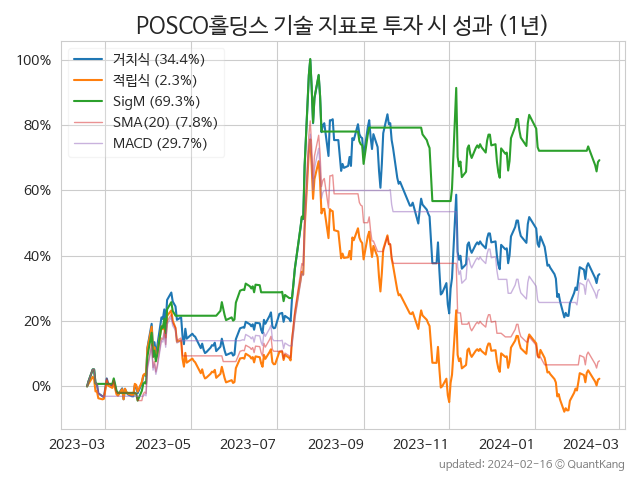 POSCO홀딩스 기술 지표로 투자 시 성과 (1년)
100%
80%
60%
40%
20%
0%
거치식 (34.4%)
적립식 (2.3%)
SigM (69.3%)
SMA(20) (7.8%)
MACD (29.7%)
2023-03 2023-05 2023-07 2023-09 2023-11 2024-01 2024-03
updated: 2024-02-16 © QuantKang